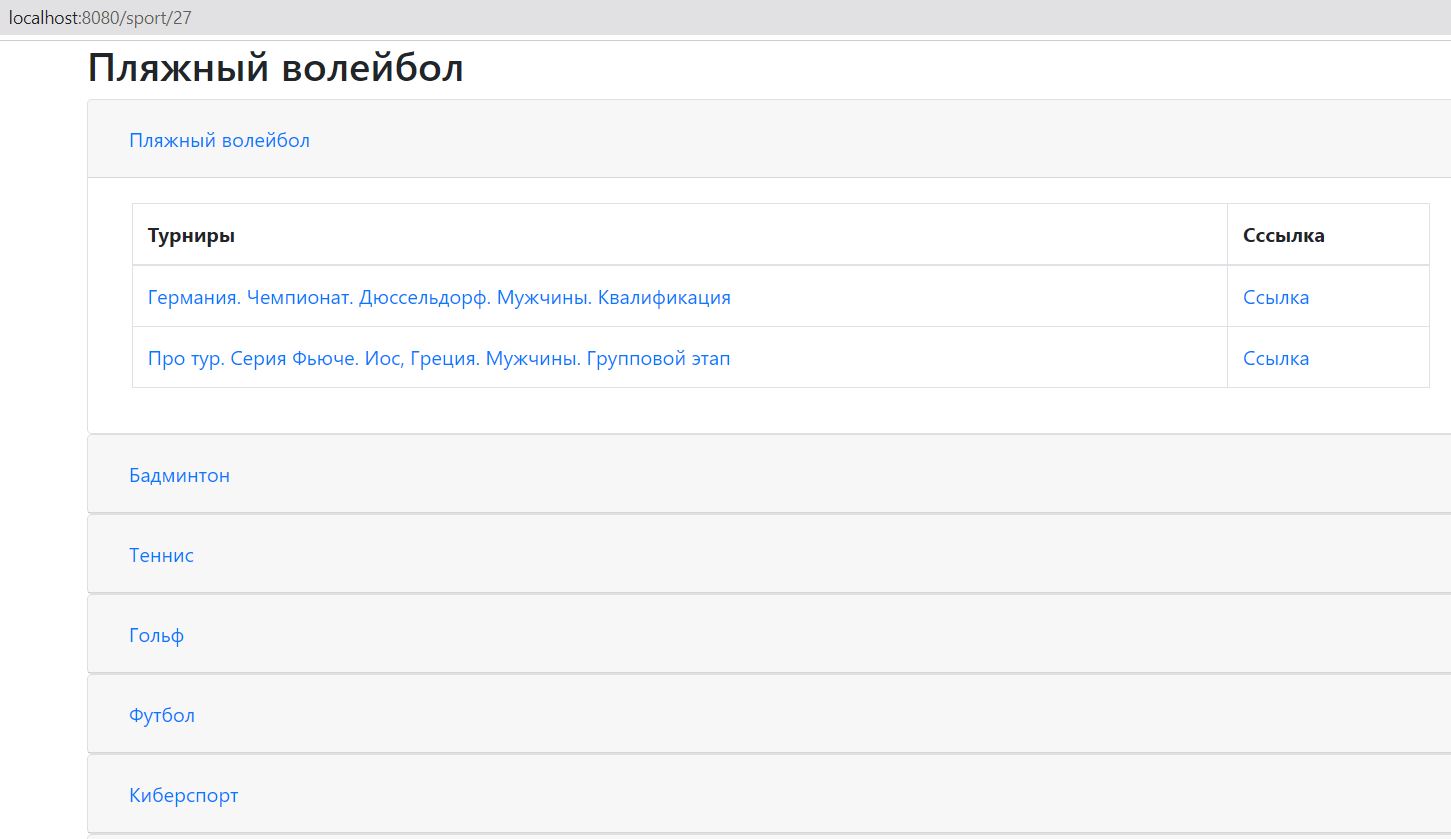 localhost:8080/sport/27
Пляжный волейбол
Пляжный волейбол
Турниры Сссылка
Германия. Чемпионат. Дюссельдорф. Мужчины. Квалификация Ссылка
Про тур. Серия Фьюче. Иос, Греция. Мужчины. Групповой этап Ссылка
Бадминтон
Теннис
Гольф
Футбол
Киберспорт